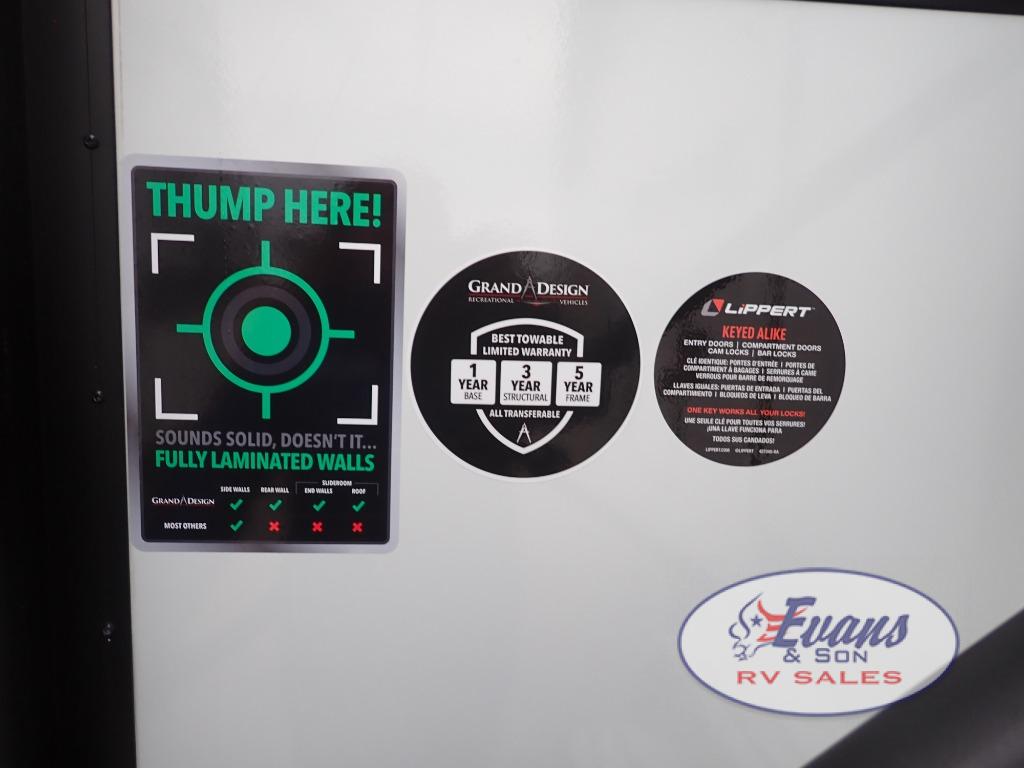 THUMP HERE!
SOUNDS SOLID, DOESN'T IT...
FULLY LAMINATED WALLS
SLIDEROOM
SIDE WALLS REAR WALL END WALLS ROOF
GRAND DESIGN
MOST OTHERS
GRAND DESIGN
RECREATIONAL VEHICLES
BEST TOWABLE
LIMITED WARRANTY
1 YEAR BASE
3 YEAR STRUCTURAL
5 YEAR FRAME
ALL TRANSFERABLE
LIPPERT
KEYED ALIKE
ENTRY DOORS | COMPARTMENT DOORS
CAM LOCKS | BAR LOCKS
CLÉ IDENTIQUE: PORTES D'ENTRÉE | PORTES DE
COMPARTIMENT À BAGAGES | SERRURES À CAME
VERROUS POUR BARRE DE REMORQUAGE
LLAVES IGUALES: PUERTAS DE ENTRADA | PUERTAS DEL
COMPARTIMIENTO | BLOQUEOS DE LEVA | BLOQUEO DE BARRA
ONE KEY WORKS ALL YOUR LOCKS!
UNE SEULE CLÉ POUR TOUTES VOS SERRURES!
¡UNA LLAVE FUNCIONA PARA
TODOS SUS CANDADOS!
LIPPERT.COM ©LIPPERT
Evans
& SON
RV SALES